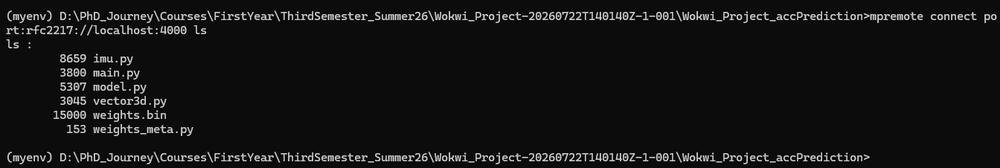 (myenv) D:\PhD_Journey\Courses\FirstYear\ThirdSemester_Summer26\Wokwi_Project-20260722T140140Z-1-001\Wokwi_Project_accPrediction>mpremote connect po
rt:rfc2217://localhost:4000 ls
ls :
8659 imu.py
3800 main.py
5307 model.py
3045 vector3d.py
15000 weights.bin
153 weights_meta.py
(myenv) D:\PhD_Journey\Courses\FirstYear\ThirdSemester_Summer26\Wokwi_Project-20260722T140140Z-1-001\Wokwi_Project_accPrediction>